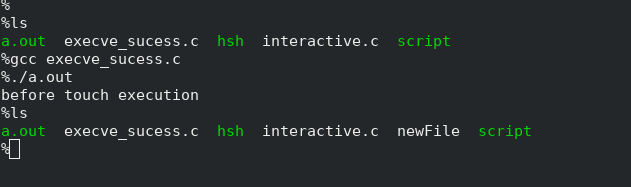 %
%ls
a.out  execve_sucess.c  hsh  interactive.c  script
%gcc execve_sucess.c
%./a.out
before touch execution
%ls
a.out  execve_sucess.c  hsh  interactive.c  newFile  script
%